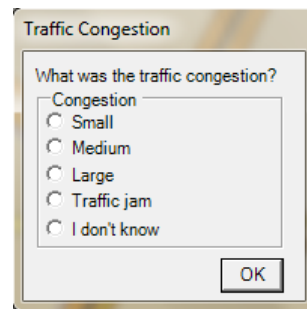 Traffic Congestion
What was the traffic congestion?
Congestion
Small
Medium
Large
Traffic jam
I don't know
OK